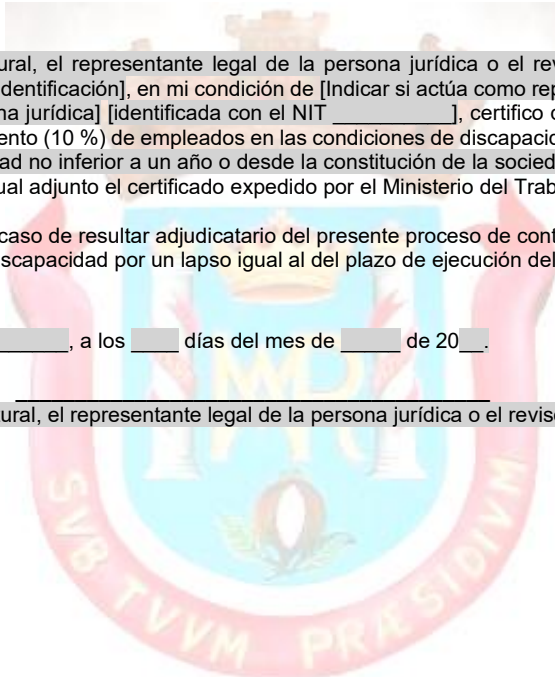 ural, el representante legal de la persona jurídica o el rev
dentificación], en mi condición de [Indicar si actúa como rep
na jurídica] [identificada con el NIT __________], certifico
ento (10 %) de empleados en las condiciones de discapacid
ad no inferior a un año o desde la constitución de la socied
ual adjunto el certificado expedido por el Ministerio del Trab
caso de resultar adjudicatario del presente proceso de cont
scapacidad por un lapso igual al del plazo de ejecución del
______, a los ____ días del mes de _____ de 20__.
tural, el representante legal de la persona jurídica o el reviso
SVB TVVM PRÆSIDIVM